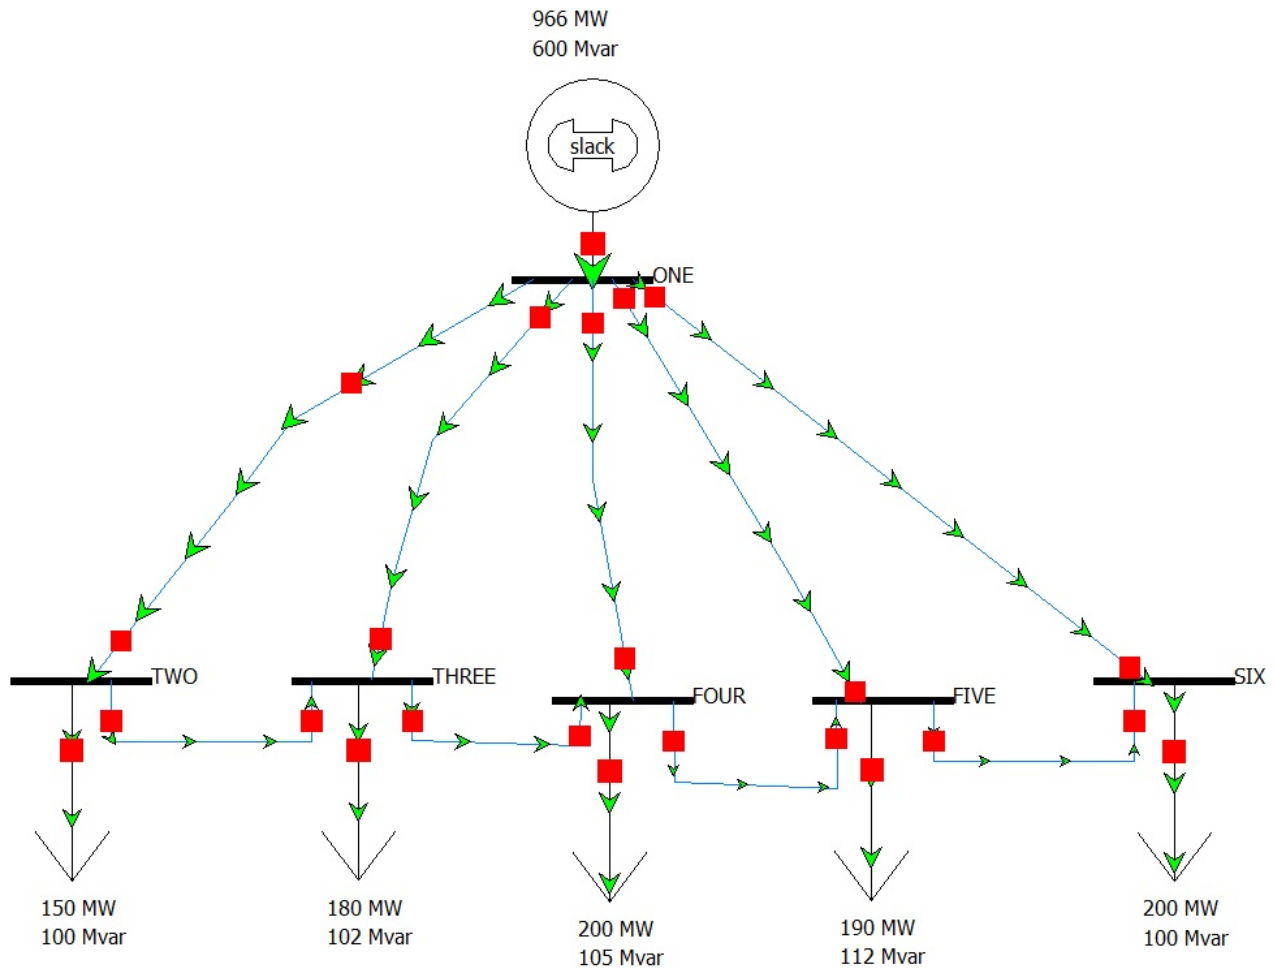 966 MW
600 Mvar
slack
ONE
TWO
THREE
FOUR
FIVE
SIX
150 MW
100 Mvar
180 MW
102 Mvar
200 MW
105 Mvar
190 MW
112 Mvar
200 MW
100 Mvar